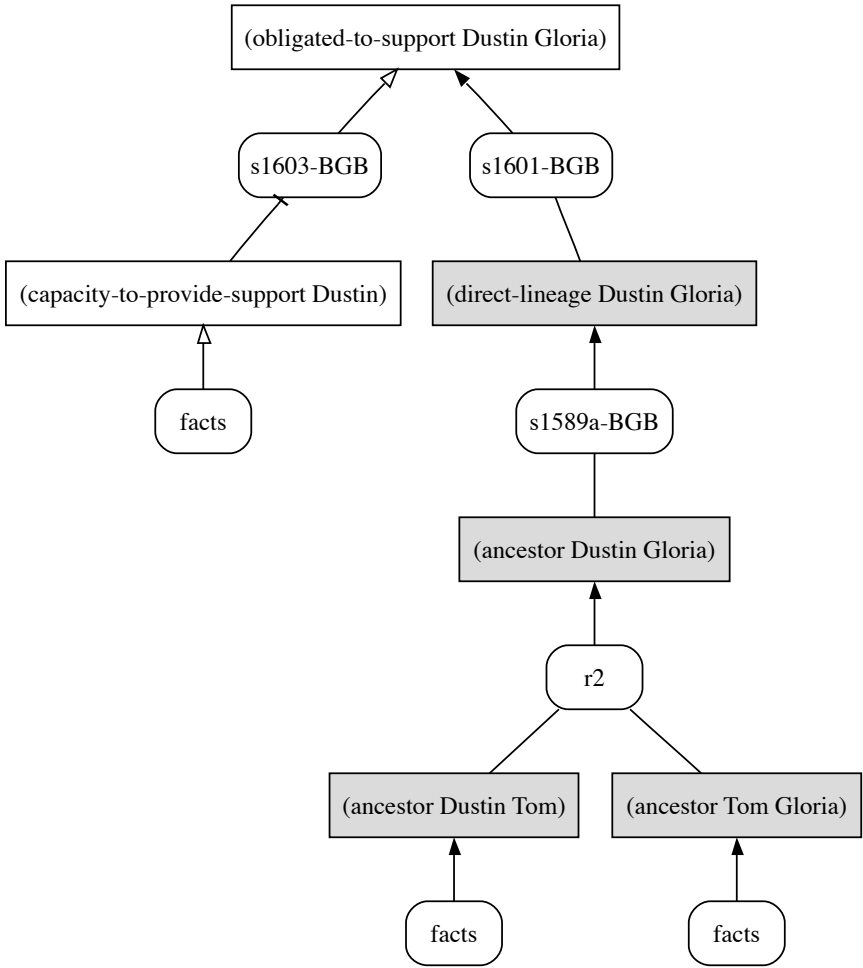 (obligated-to-support Dustin Gloria)
s1603-BGB
s1601-BGB
(capacity-to-provide-support Dustin)
(direct-lineage Dustin Gloria)
facts
s1589a-BGB
(ancestor Dustin Gloria)
r2
(ancestor Dustin Tom)
(ancestor Tom Gloria)
facts
facts